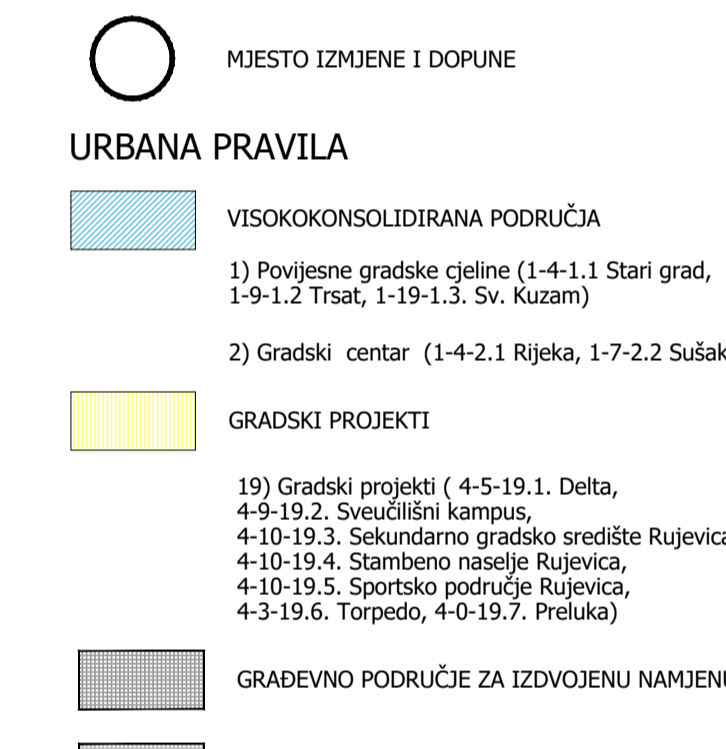 MJESTO IZMJENE I DOPUNE
URBANA PRAVILA
VISOKOKONSOLIDIRANA PODRUČJA
1) Povijesne gradske cjeline (1-4-1.1 Stari grad,
1-9-1.2 Trsat, 1-19-1.3. Sv. Kuzam)
2) Gradski centar (1-4-2.1 Rijeka, 1-7-2.2 Sušak
GRADSKI PROJEKTI
19) Gradski projekti ( 4-5-19.1. Delta,
4-9-19.2. Sveučilišni kampus,
4-10-19.3. Sekundarno gradsko središte Rujevica
4-10-19.4. Stambeno naselje Rujevica,
4-10-19.5. Sportsko područje Rujevica,
4-3-19.6. Torpedo, 4-0-19.7. Preluka)
GRAĐEVNO PODRUČJE ZA IZDVOJENU NAMJENU